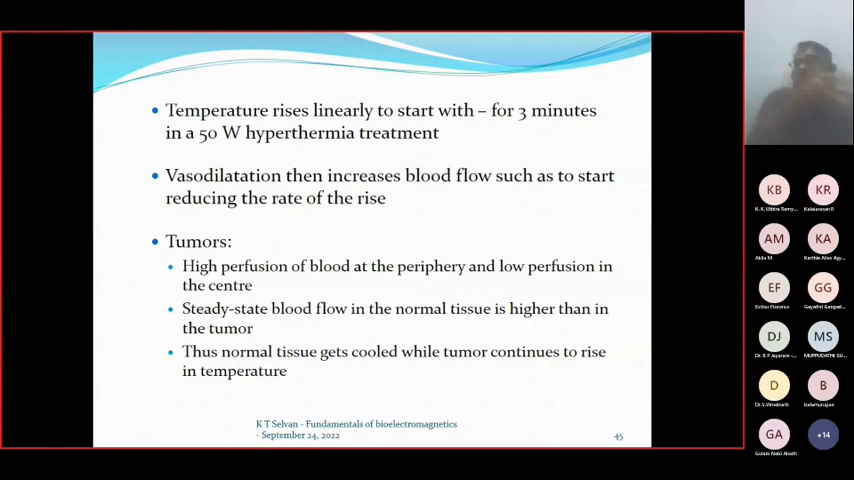 • Temperature rises linearly to start with – for 3 minutes
in a 50 W hyperthermia treatment
• Vasodilatation then increases blood flow such as to start
reducing the rate of the rise
• Tumors:
• High perfusion of blood at the periphery and low perfusion in
the centre
• Steady-state blood flow in the normal tissue is higher than in
the tumor
• Thus normal tissue gets cooled while tumor continues to rise
in temperature
K T Selvan - Fundamentals of bioelectromagnetics
- September 24, 2022
45
KB
KR
AM
KA
EF
Esther Florence
GG
DJ
MS
D
B
GA
+14